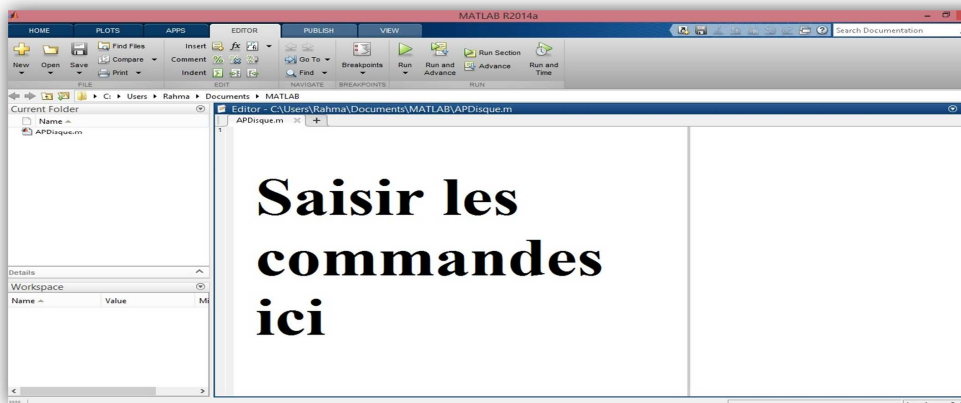 MATLAB R2014a
HOME PLOTS APPS EDITOR PUBLISH VIEW Search Documentation
New Open Save Find Files Compare Print Insert Comment Indent fx Go To Find Breakpoints Run Run and Advance Run Section Advance Run and Time
FILE EDIT NAVIGATE BREAKPOINTS RUN
C: Users Rahma Documents MATLAB
Current Folder
Name
APDisque.m
Details
Workspace
Name Value Mi
Editor - C:\Users\Rahma\Documents\MATLAB\APDisque.m
APDisque.m
1
Saisir les
commandes
ici